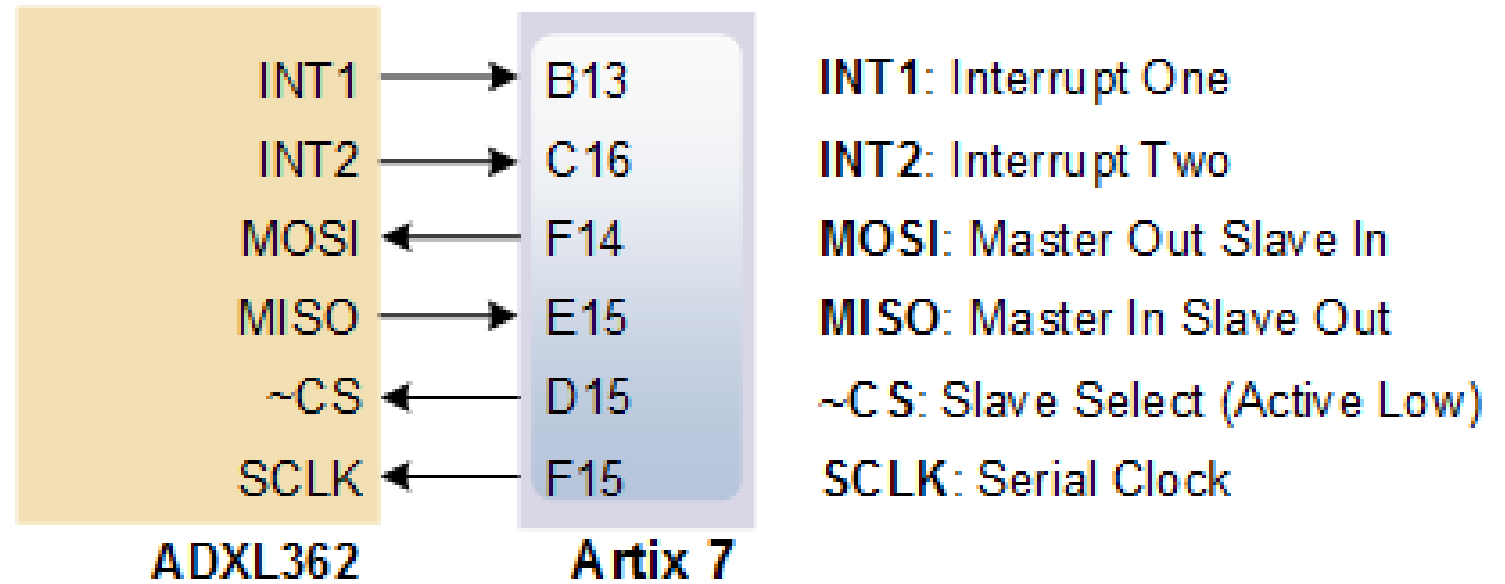 INT1 B13 INT1: Interrupt One
INT2 C16 INT2: Interrupt Two
MOSI F14 MOSI: Master Out Slave In
MISO E15 MISO: Master In Slave Out
~CS D15 ~CS: Slave Select (Active Low)
SCLK F15 SCLK: Serial Clock
ADXL362 Artix 7